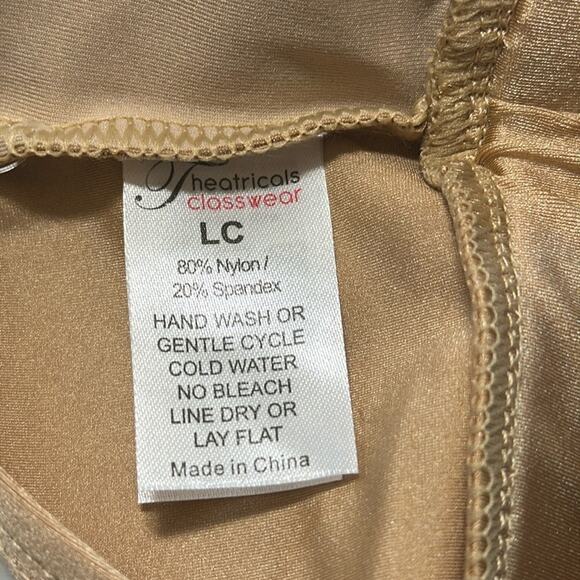 Theatricals
classwear
LC
80% Nylon/
20% Spandex
HAND WASH OR
GENTLE CYCLE
COLD WATER
NO BLEACH
LINE DRY OR
LAY FLAT
Made in China